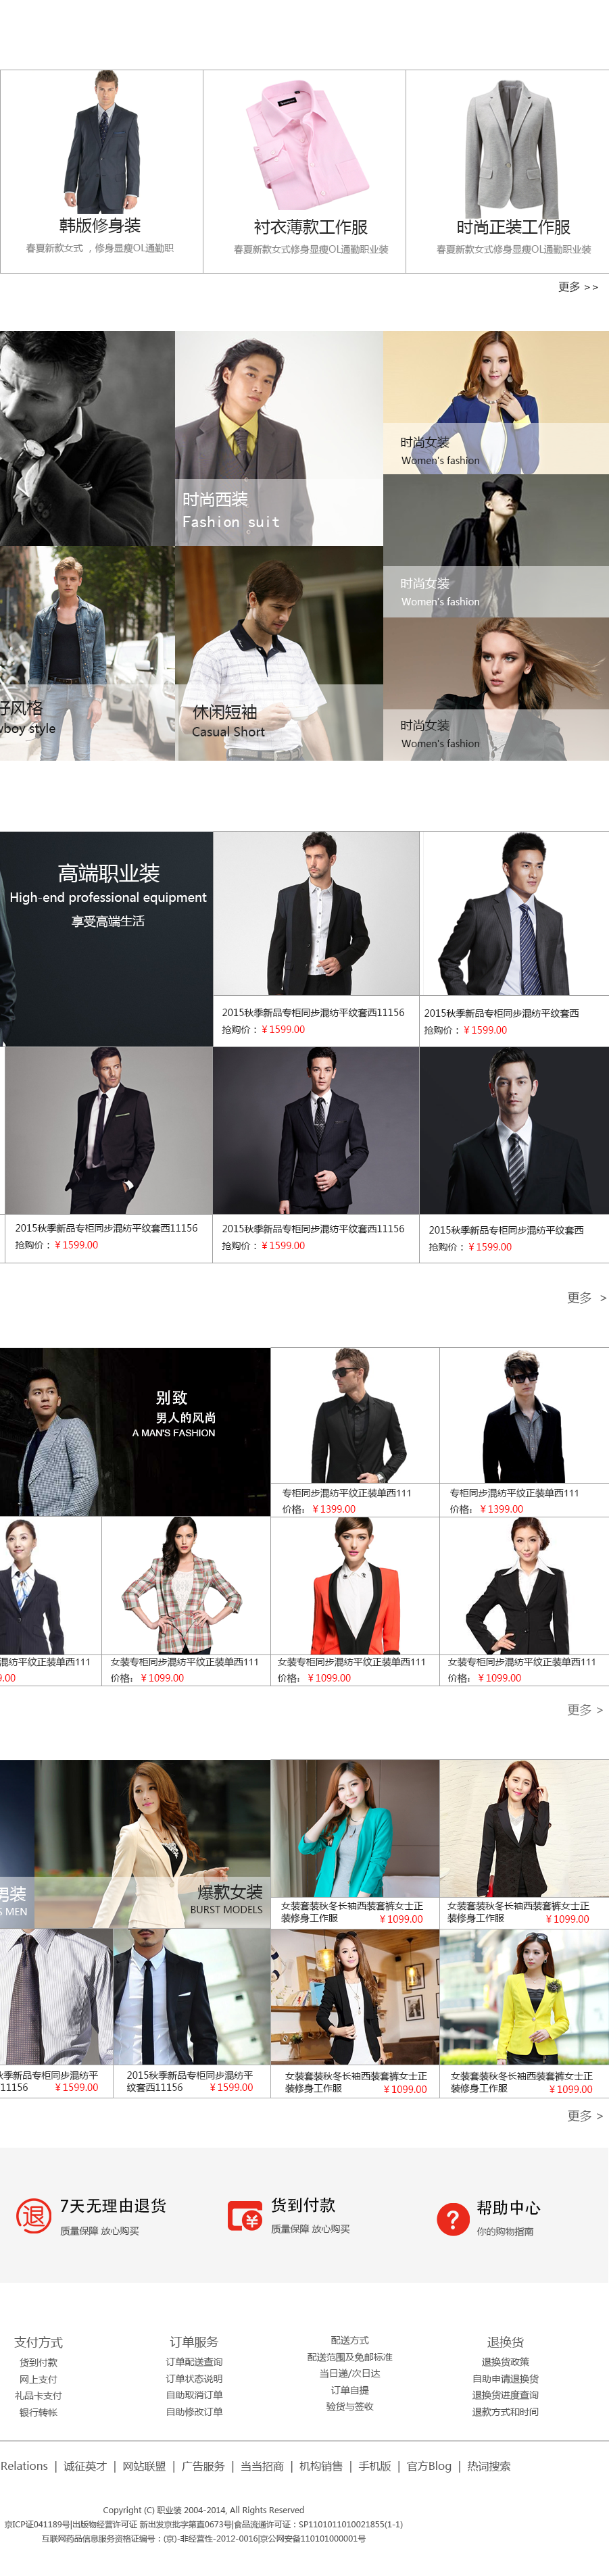 韩版修身装
春夏新款女式 ，修身显瘦OL通勤职
衬衣薄款工作服
春夏新款女式修身显瘦OL通勤职业装
时尚正装工作服
春夏新款女式修身显瘦OL通勤职业装
更多 >>
时尚西装
Fashion suit
时尚女装
Women's fashion
时尚女装
Women's fashion
仔风格
wboy style
休闲短袖
Casual Short
时尚女装
Women's fashion
高端职业装
High-end professional equipment
享受高端生活
2015秋季新品专柜同步混纺平纹套西11156
抢购价：￥1599.00
2015秋季新品专柜同步混纺平纹套西
抢购价：￥1599.00
2015秋季新品专柜同步混纺平纹套西11156
抢购价：￥1599.00
2015秋季新品专柜同步混纺平纹套西11156
抢购价：￥1599.00
2015秋季新品专柜同步混纺平纹套西
抢购价：￥1599.00
更多 >
别致
男人的风尚
A MAN'S FASHION
专柜同步混纺平纹正装单西111
价格：￥1399.00
专柜同步混纺平纹正装单西111
价格：￥1399.00
混纺平纹正装单西111
9.00
女装专柜同步混纺平纹正装单西111
价格：￥1099.00
女装专柜同步混纺平纹正装单西111
价格：￥1099.00
女装专柜同步混纺平纹正装单西111
价格：￥1099.00
更多 >
男装
S MEN
爆款女装
BURST MODELS
女装套装秋冬长袖西装套裤女士正
装修身工作服 ￥1099.00
女装套装秋冬长袖西装套裤女士正
装修身工作服 ￥1099.00
秋季新品专柜同步混纺平
11156 ￥1599.00
2015秋季新品专柜同步混纺平
纹套西11156 ￥1599.00
女装套装秋冬长袖西装套裤女士正
装修身工作服 ￥1099.00
女装套装秋冬长袖西装套裤女士正
装修身工作服 ￥1099.00
更多 >
退
7天无理由退货
质量保障 放心购买
¥
货到付款
质量保障 放心购买
?
帮助中心
你的购物指南
支付方式
货到付款
网上支付
礼品卡支付
银行转帐
订单服务
订单配送查询
订单状态说明
自助取消订单
自助修改订单
配送方式
配送范围及免邮标准
当日递/次日达
订单自提
验货与签收
退换货
退换货政策
自助申请退换货
退换货进度查询
退款方式和时间
Relations | 诚征英才 | 网站联盟 | 广告服务 | 当当招商 | 机构销售 | 手机版 | 官方Blog | 热词搜索
Copyright (C) 职业装 2004-2014, All Rights Reserved
京ICP证041189号|出版物经营许可证 新出发京批字第直0673号|食品流通许可证：SP1101011010021855(1-1)
互联网药品信息服务资格证编号：(京)-非经营性-2012-0016|京公网安备110101000001号